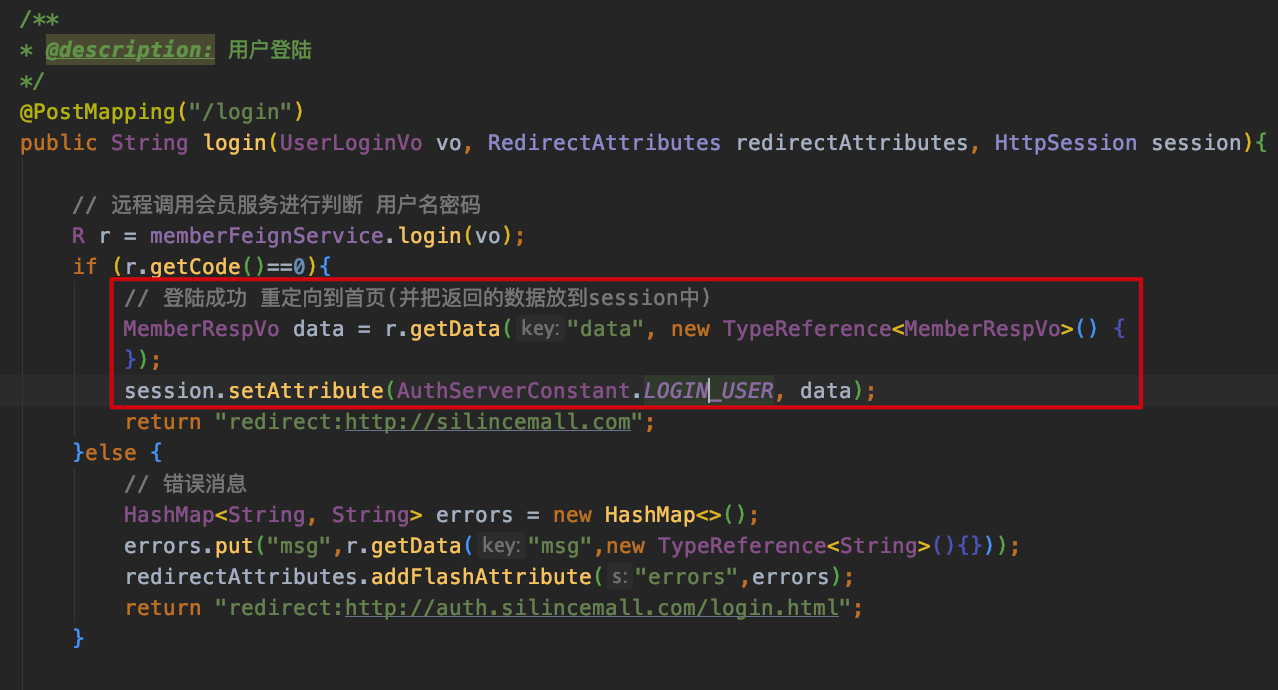 /**
* @description: 用户登陆
*/
@PostMapping("/login")
public String login(UserLoginVo vo, RedirectAttributes redirectAttributes, HttpSession session){
// 远程调用会员服务进行判断 用户名密码
R r = memberFeignService.login(vo);
if (r.getCode()==0){
// 登陆成功 重定向到首页(并把返回的数据放到session中)
MemberRespVo data = r.getData( key: "data", new TypeReference<MemberRespVo>() {
});
session.setAttribute(AuthServerConstant.LOGIN_USER, data);
return "redirect:http://silincemall.com";
}else {
// 错误消息
HashMap<String, String> errors = new HashMap<>();
errors.put("msg",r.getData( key: "msg",new TypeReference<String>(){}));
redirectAttributes.addFlashAttribute( s: "errors",errors);
return "redirect:http://auth.silincemall.com/login.html";
}